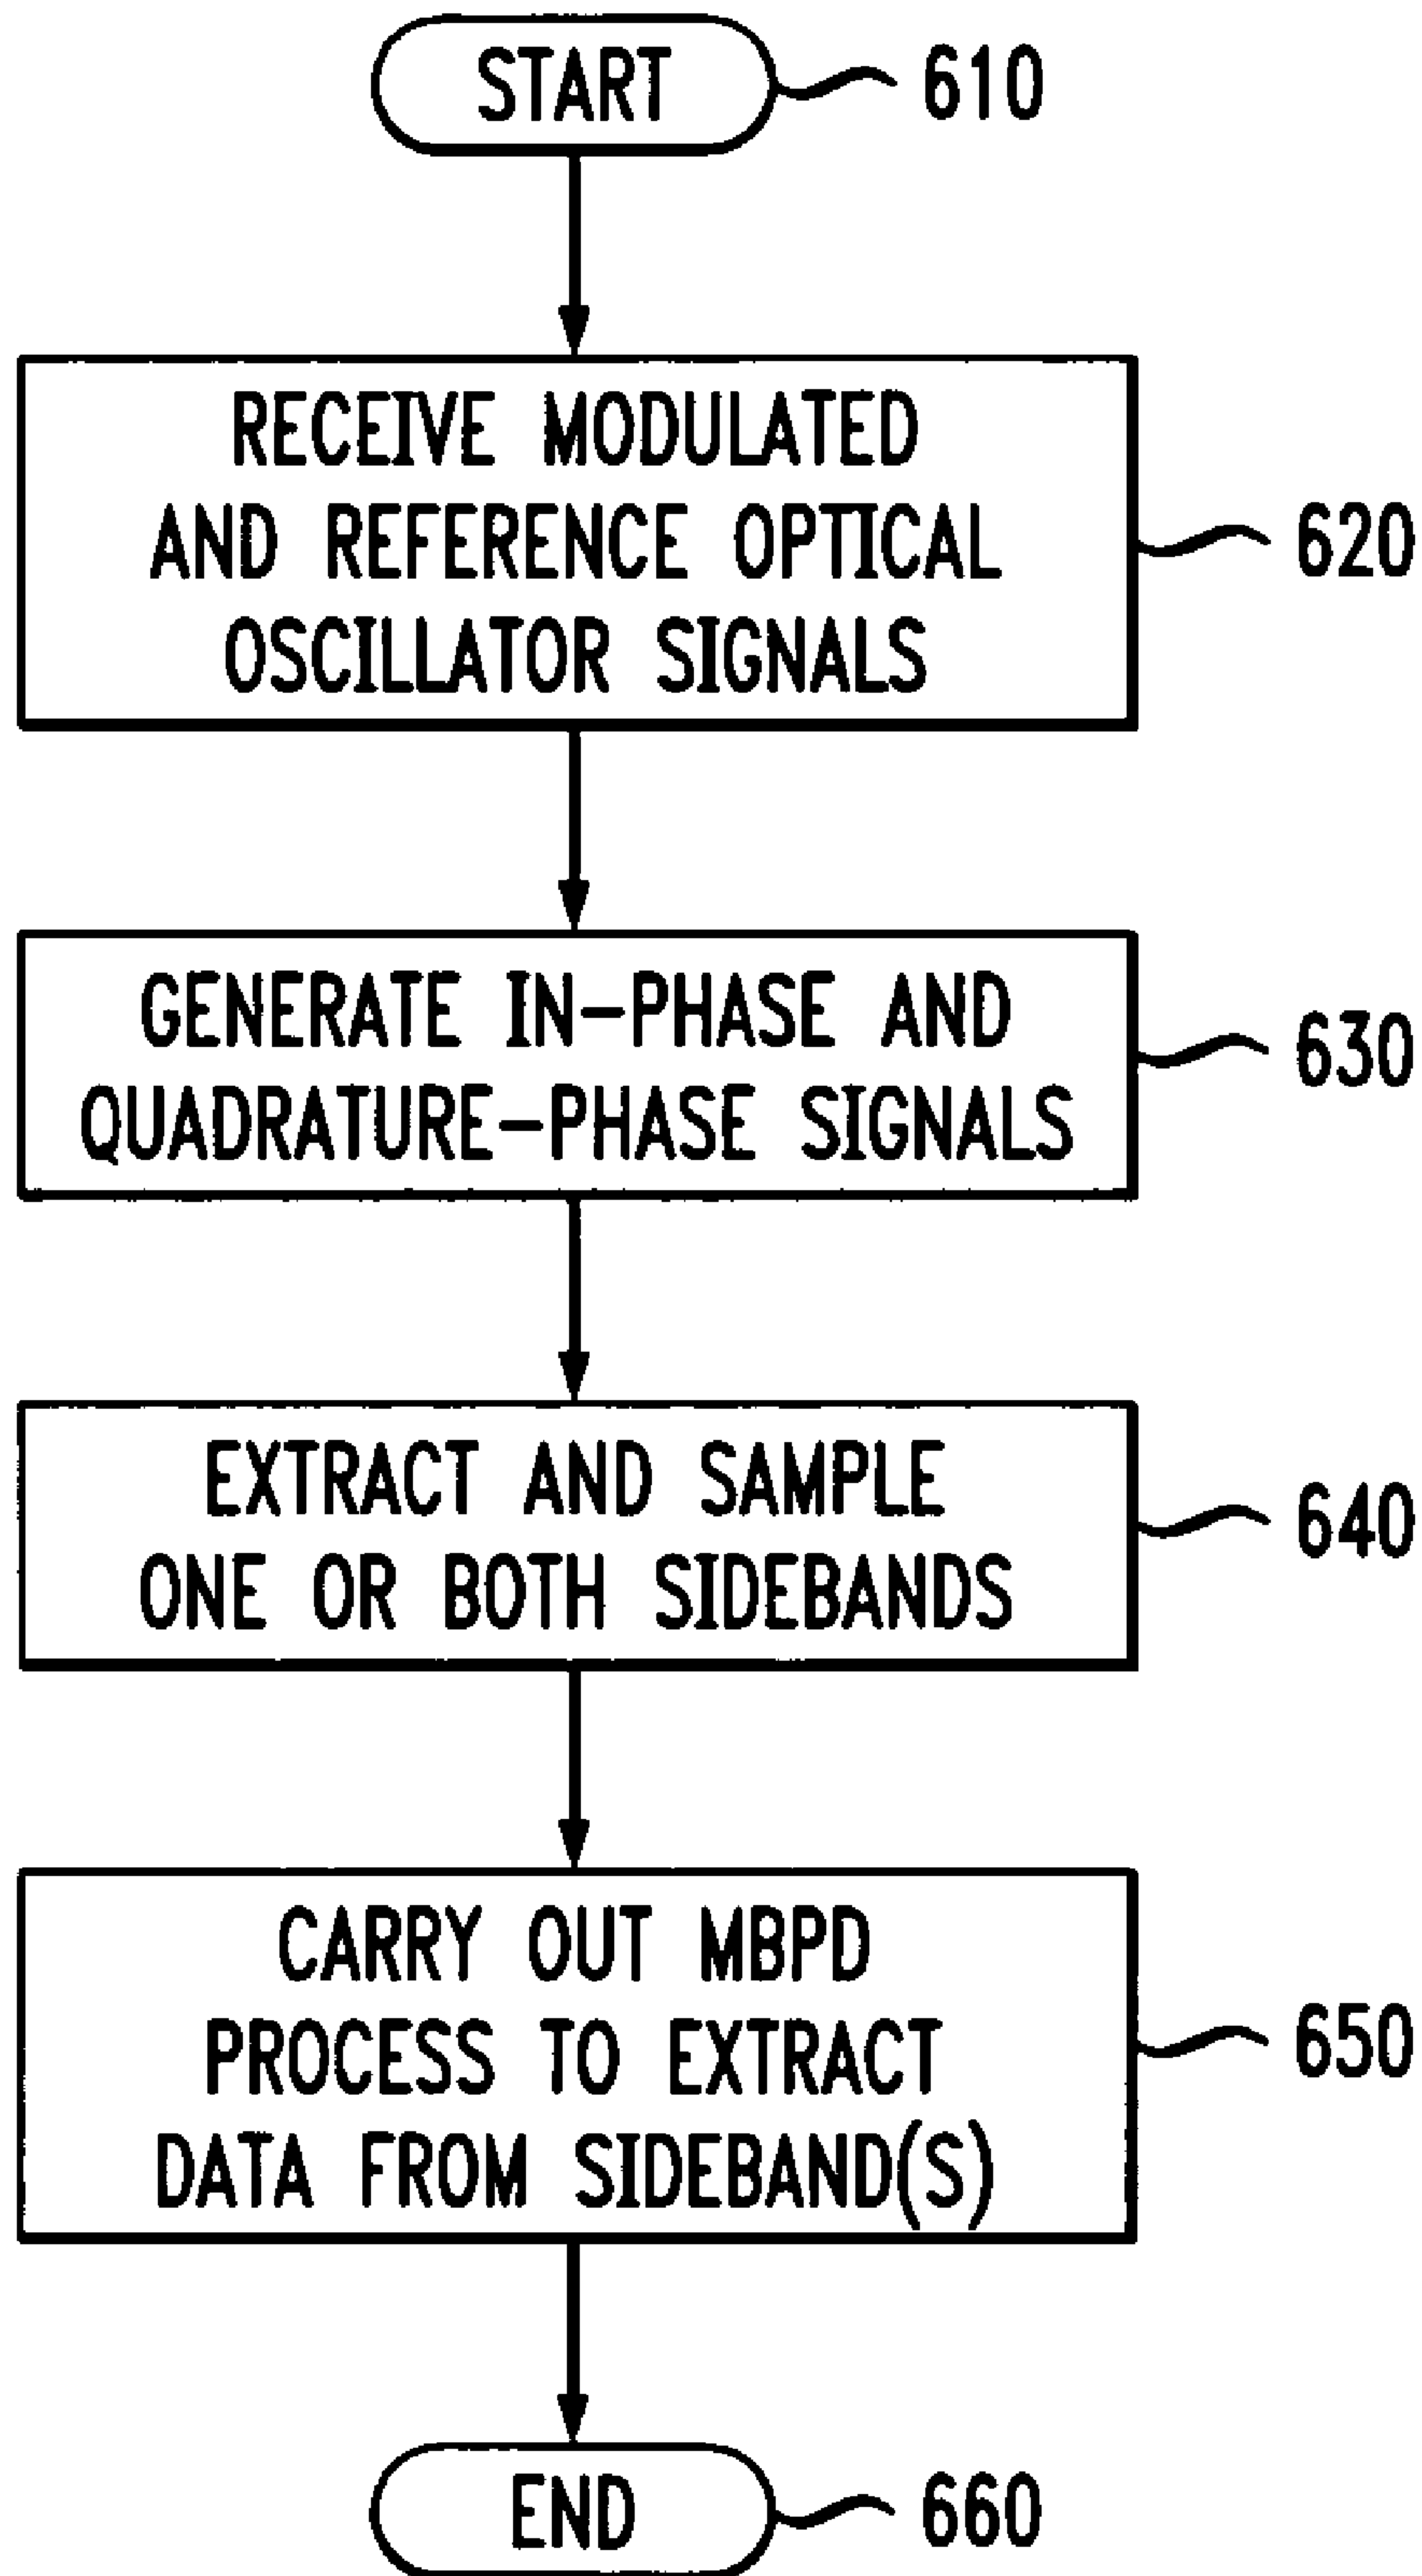 START
610
RECEIVE MODULATED
AND REFERENCE OPTICAL
OSCILLATOR SIGNALS
620
GENERATE IN-PHASE AND
QUADRATURE-PHASE SIGNALS
630
EXTRACT AND SAMPLE
ONE OR BOTH SIDEBANDS
640
CARRY OUT MBPD
PROCESS TO EXTRACT
DATA FROM SIDEBAND(S)
650
END
660